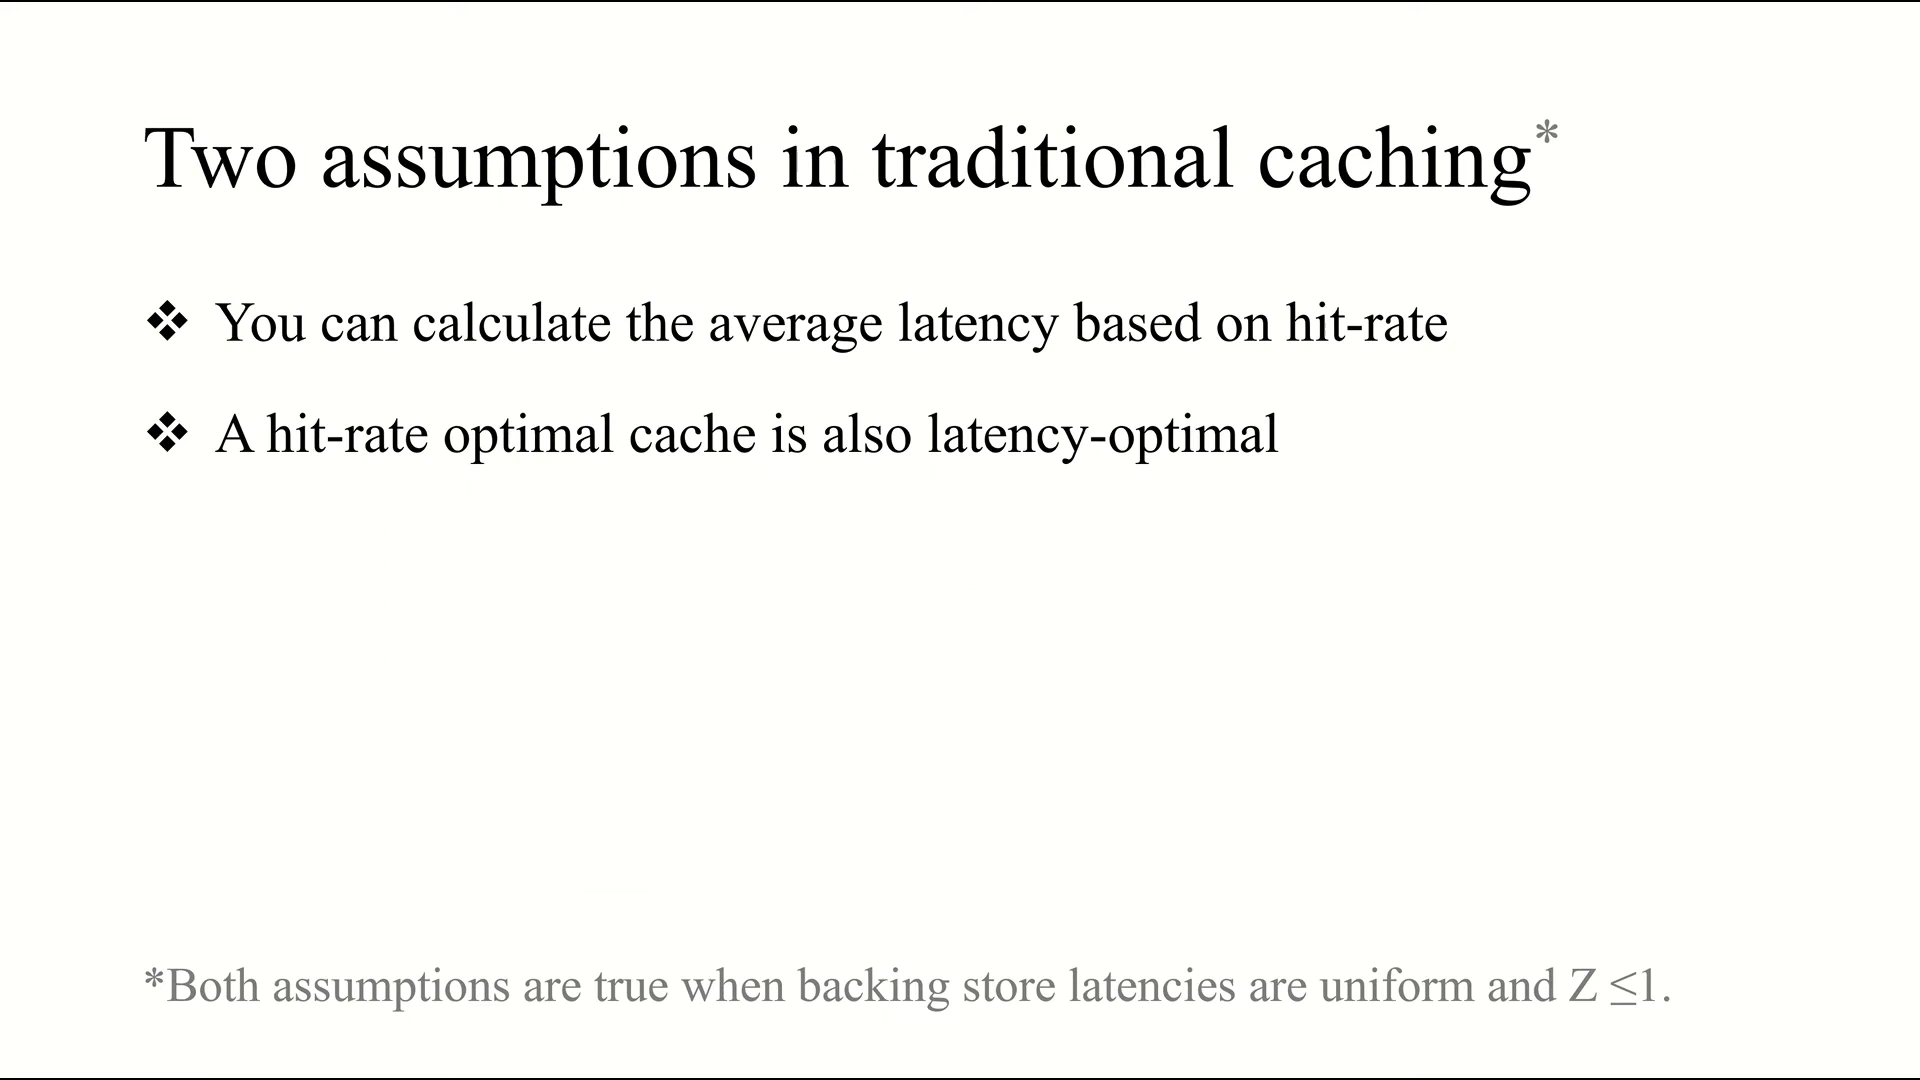 Two assumptions in traditional caching*
❖ You can calculate the average latency based on hit-rate
❖ A hit-rate optimal cache is also latency-optimal
*Both assumptions are true when backing store latencies are uniform and Z ≤1.